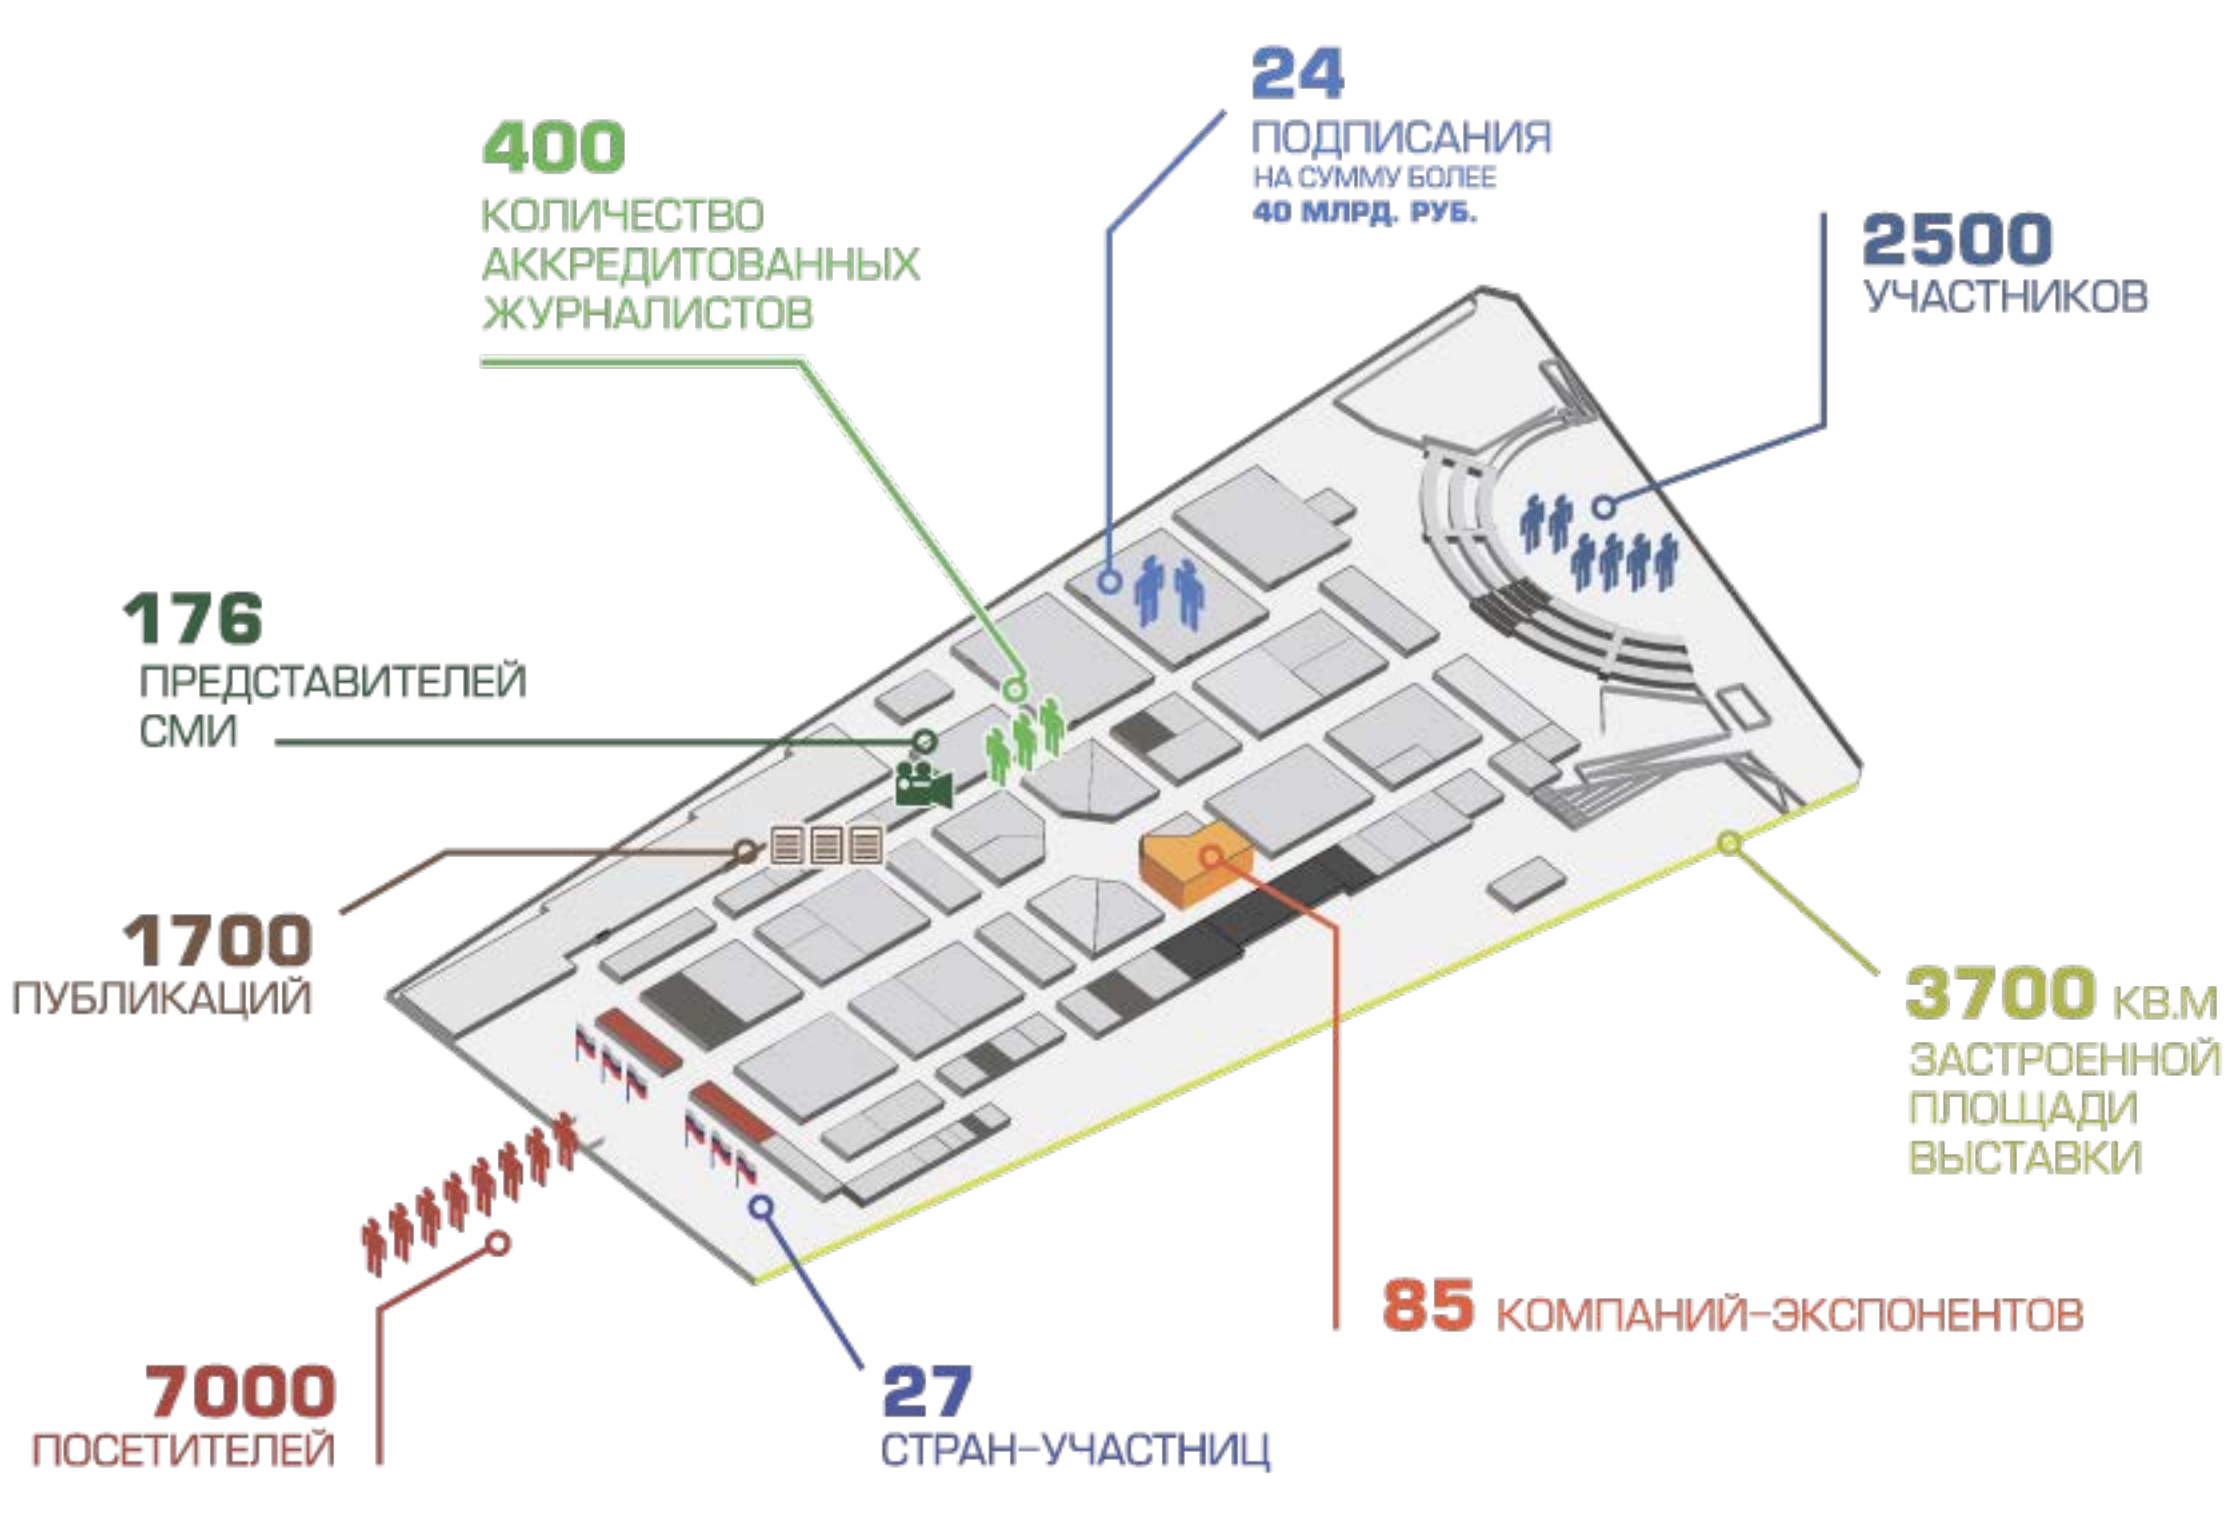 24
ПОДПИСАНИЯ
НА СУММУ БОЛЕЕ
40 МЛРД. РУБ.
400
КОЛИЧЕСТВО
АККРЕДИТОВАННЫХ
ЖУРНАЛИСТОВ
2500
УЧАСТНИКОВ
176
ПРЕДСТАВИТЕЛЕЙ
СМИ
1700
ПУБЛИКАЦИЙ
3700 КВ.М
ЗАСТРОЕННОЙ
ПЛОЩАДИ
ВЫСТАВКИ
85 КОМПАНИЙ-ЭКСПОНЕНТОВ
7000
ПОСЕТИТЕЛЕЙ
27
СТРАН-УЧАСТНИЦ